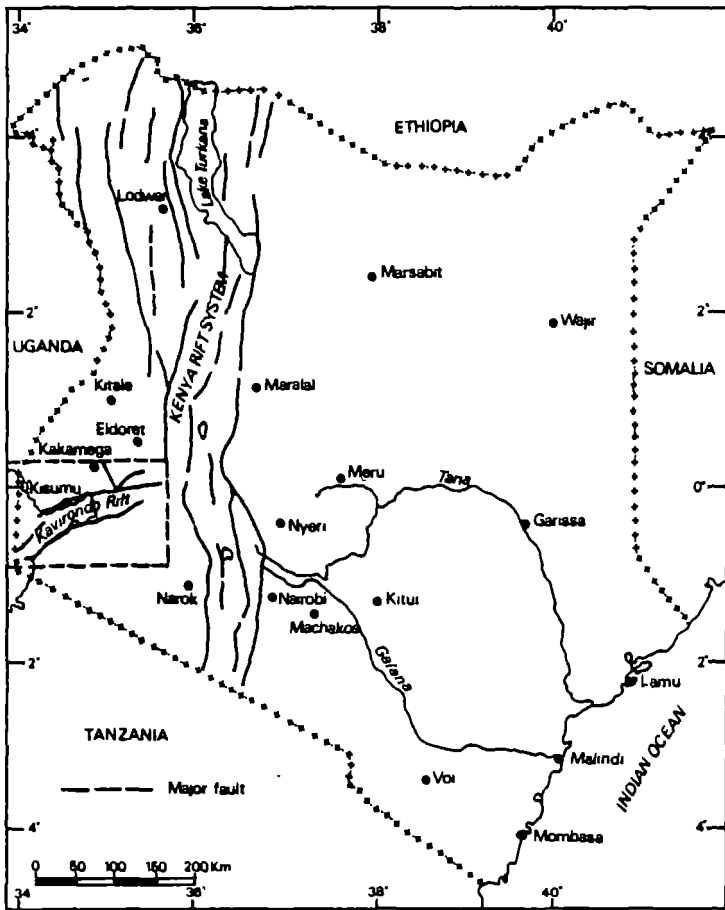 34°
36°
38°
40°
ETHIOPIA
4°
4°
Lake Turkana
Lodwar
Marsabit
2°
2°
Wajir
UGANDA
KENYA RIFT SYSTEM
SOMALIA
Kitale
Maralal
Eldoret
Kakamega
Kisumu
Meru
Tana
0°
Kavirondo Rift
Nyeri
Garissa
Narok
Nairobi
Kitui
Machakos
2°
2°
Galana
Lamu
TANZANIA
INDIAN OCEAN
Malindi
Major fault
Voi
4°
4°
Mombasa
0 50 100 150 200 Km
34
36°
38°
40°